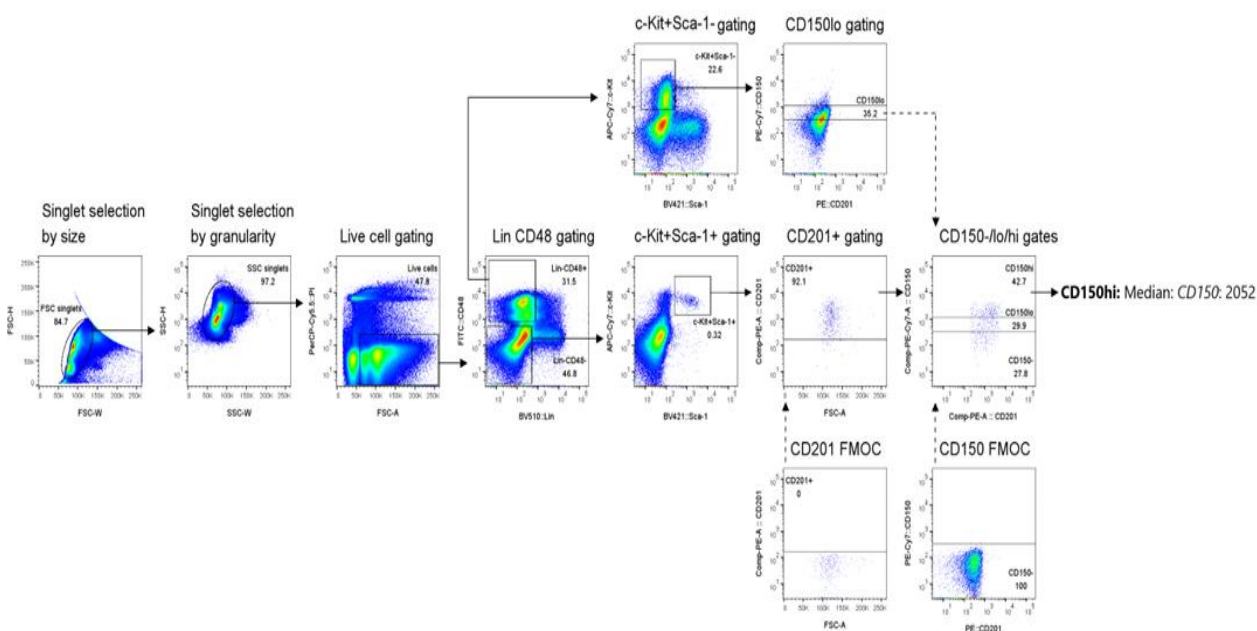 c-Kit+Sca-1- gating
CD150lo gating
c-Kit+Sca-1-
22.6
CD150lo
35.2
APC-Cy7::c-Kit
PE-Cy7::CD150
BV421::Sca-1
PE::CD201
Singlet selection
by size
Singlet selection
by granularity
Live cell gating
Lin CD48 gating
c-Kit+Sca-1+ gating
CD201+ gating
CD150-/lo/hi gates
FSC singlets
84.7
SSC singlets
97.2
Live cells
47.8
Lin-CD48+
31.5
Lin-CD48-
46.8
c-Kit+Sca-1+
0.32
CD201+
92.1
CD150hi
42.7
CD150lo
29.9
CD150-
27.8
CD150hi: Median: CD150: 2052
FSC-H
SSC-H
PerCP-Cy5.5::PI
FITC::CD48
APC-Cy7::c-Kit
Comp-PE-A :: CD201
Comp-PE-Cy7-A :: CD150
FSC-W
SSC-W
FSC-A
BV510::Lin
BV421::Sca-1
FSC-A
Comp-PE-A :: CD201
CD201 FMOC
CD150 FMOC
CD201+
0
CD150-
100
Comp-PE-A :: CD201
PE-Cy7::CD150
FSC-A
PE::CD201